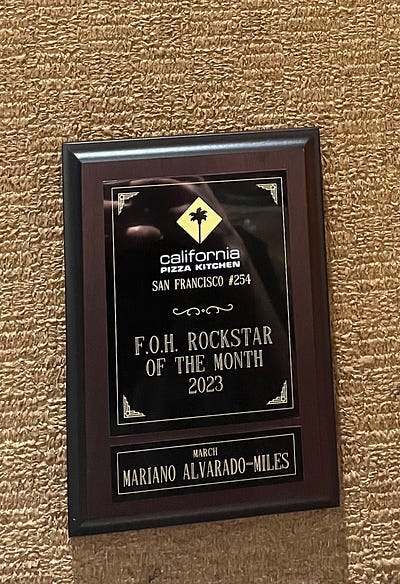 california
PIZZA KITCHEN
SAN FRANCISCO #254
F.O.H. ROCKSTAR
OF THE MONTH
2023
MARCH
MARIANO ALVARADO-MILES